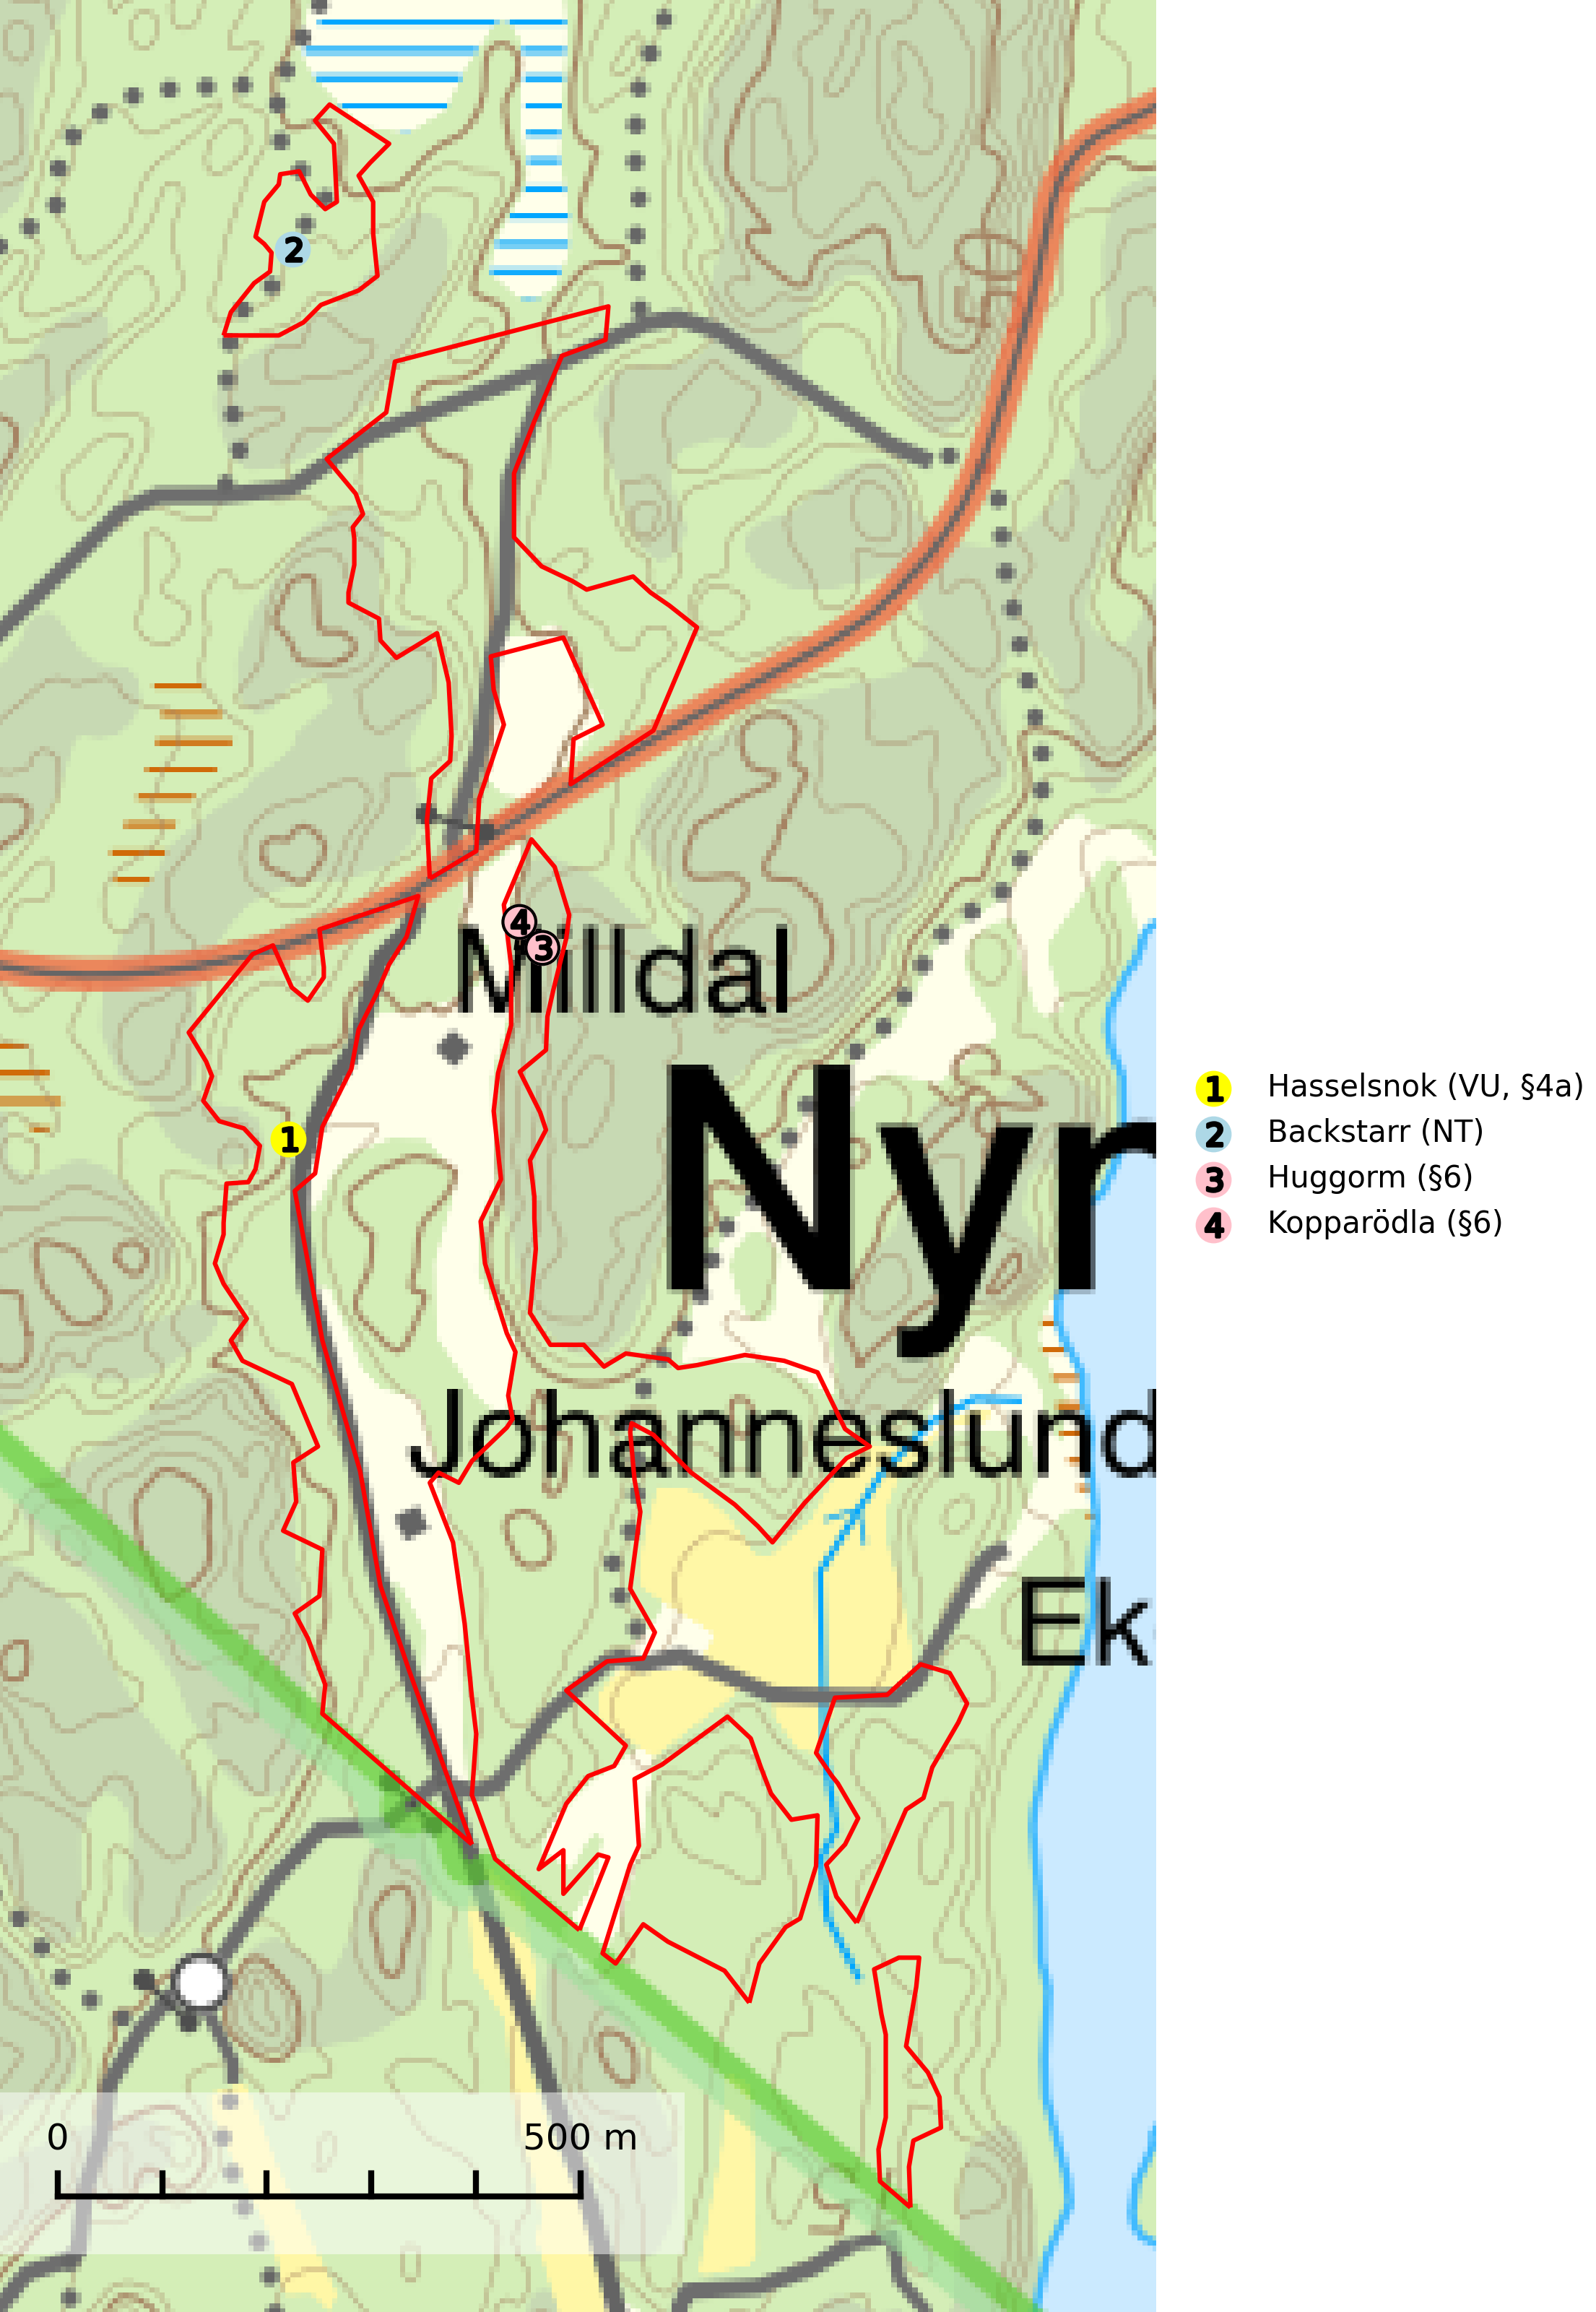 2
4
3
Milldal
Nyr
1
Johanneslund
Ek
0 500 m
1 Hasselsnok (VU, §4a)
2 Backstarr (NT)
3 Huggorm (§6)
4 Kopparödla (§6)